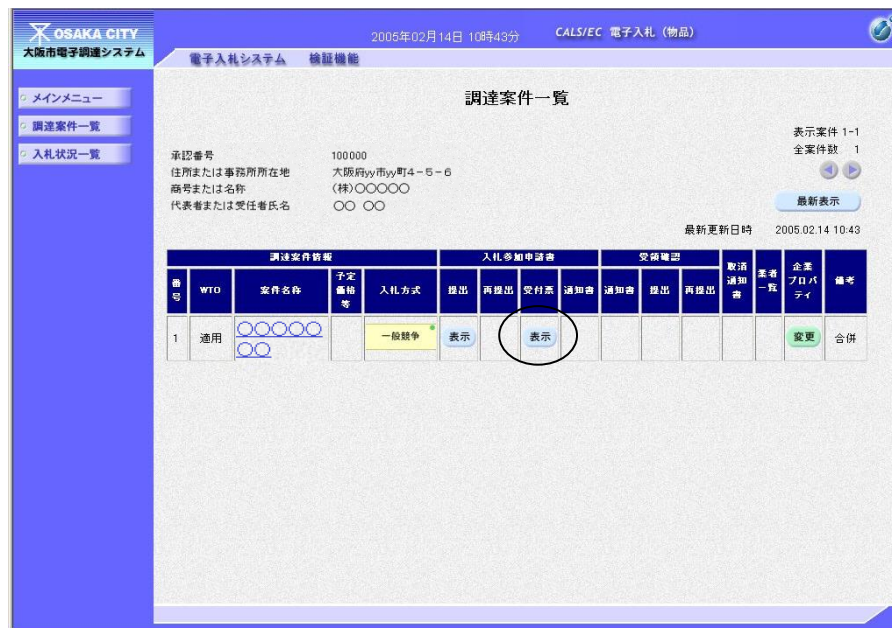 OSAKA CITY
大阪市電子調達システム
2005年02月14日 10時43分
CALS/EC 電子入札（物品）
電子入札システム 検証機能
メインメニュー
調達案件一覧
入札状況一覧
調達案件一覧
表示案件 1-1
全案件数 1
承認番号 100000
住所または事務所所在地 大阪府yy市yy町4-5-6
商号または名称 (株)○○○○○
代表者または受任者氏名 ○○ ○○
最新表示
最新更新日時 2005.02.14 10:43
調達案件情報 入札参加申請書 受領確認 取消通知書 業者一覧 企業プロパティ 備考
番号 WTO 案件名称 予定価格等 入札方式 提出 再提出 受付票 通知書 通知書 提出 再提出
1 適用 ○○○○○○○ 一般競争 表示 表示 変更 合併